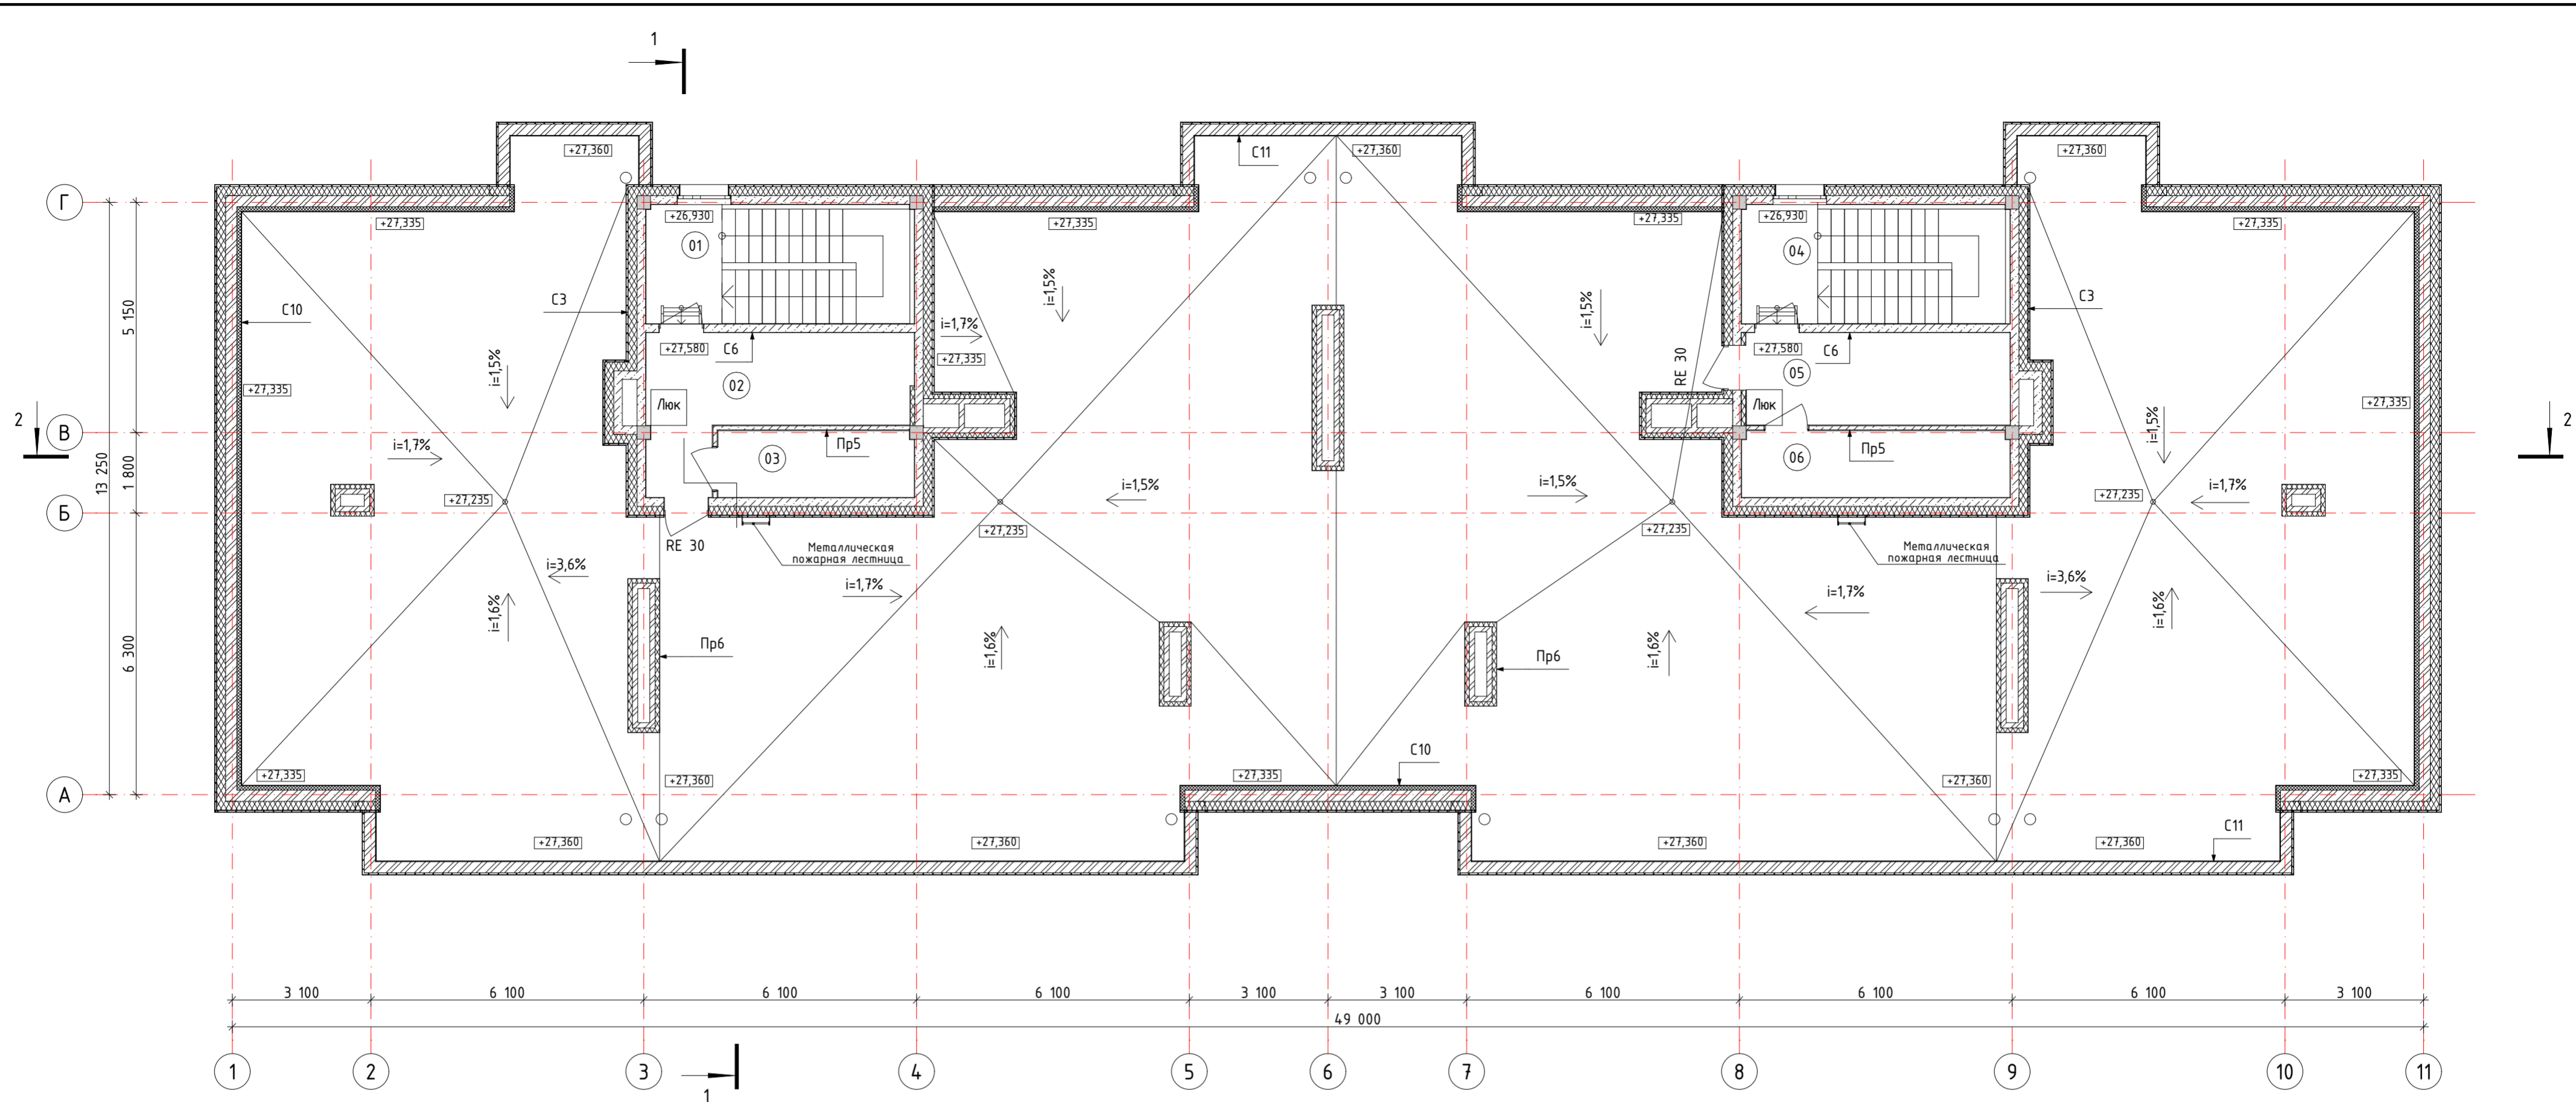 1
+27,360
С11
+27,360
+27,360
Г
+27,335
+26,930
01
+27,335
+27,335
+26,930
04
+27,335
5 150
С10
С3
i=1,5%
i=1,7%
i=1,5%
С3
+27,580
С6
02
+27,335
RE 30
+27,580
С6
05
+27,335
i=1,5%
+27,335
Люк
Люк
2
2
В
i=1,7%
Пр5
03
Пр5
06
i=1,5%
13 250
1 800
+27,235
i=1,5%
i=1,5%
+27,235
i=1,7%
Б
+27,235
+27,235
RE 30
Металлическая
пожарная лестница
Металлическая
пожарная лестница
i=3,6%
i=1,7%
i=1,7%
i=3,6%
i=1,6%
i=1,6%
i=1,6%
i=1,6%
6 300
Пр6
Пр6
С10
+27,335
+27,360
+27,335
+27,360
+27,335
А
+27,360
+27,360
+27,360
+27,360
С11
3 100
6 100
6 100
6 100
3 100
3 100
6 100
6 100
6 100
3 100
49 000
1
2
3
4
5
6
7
8
9
10
11
1